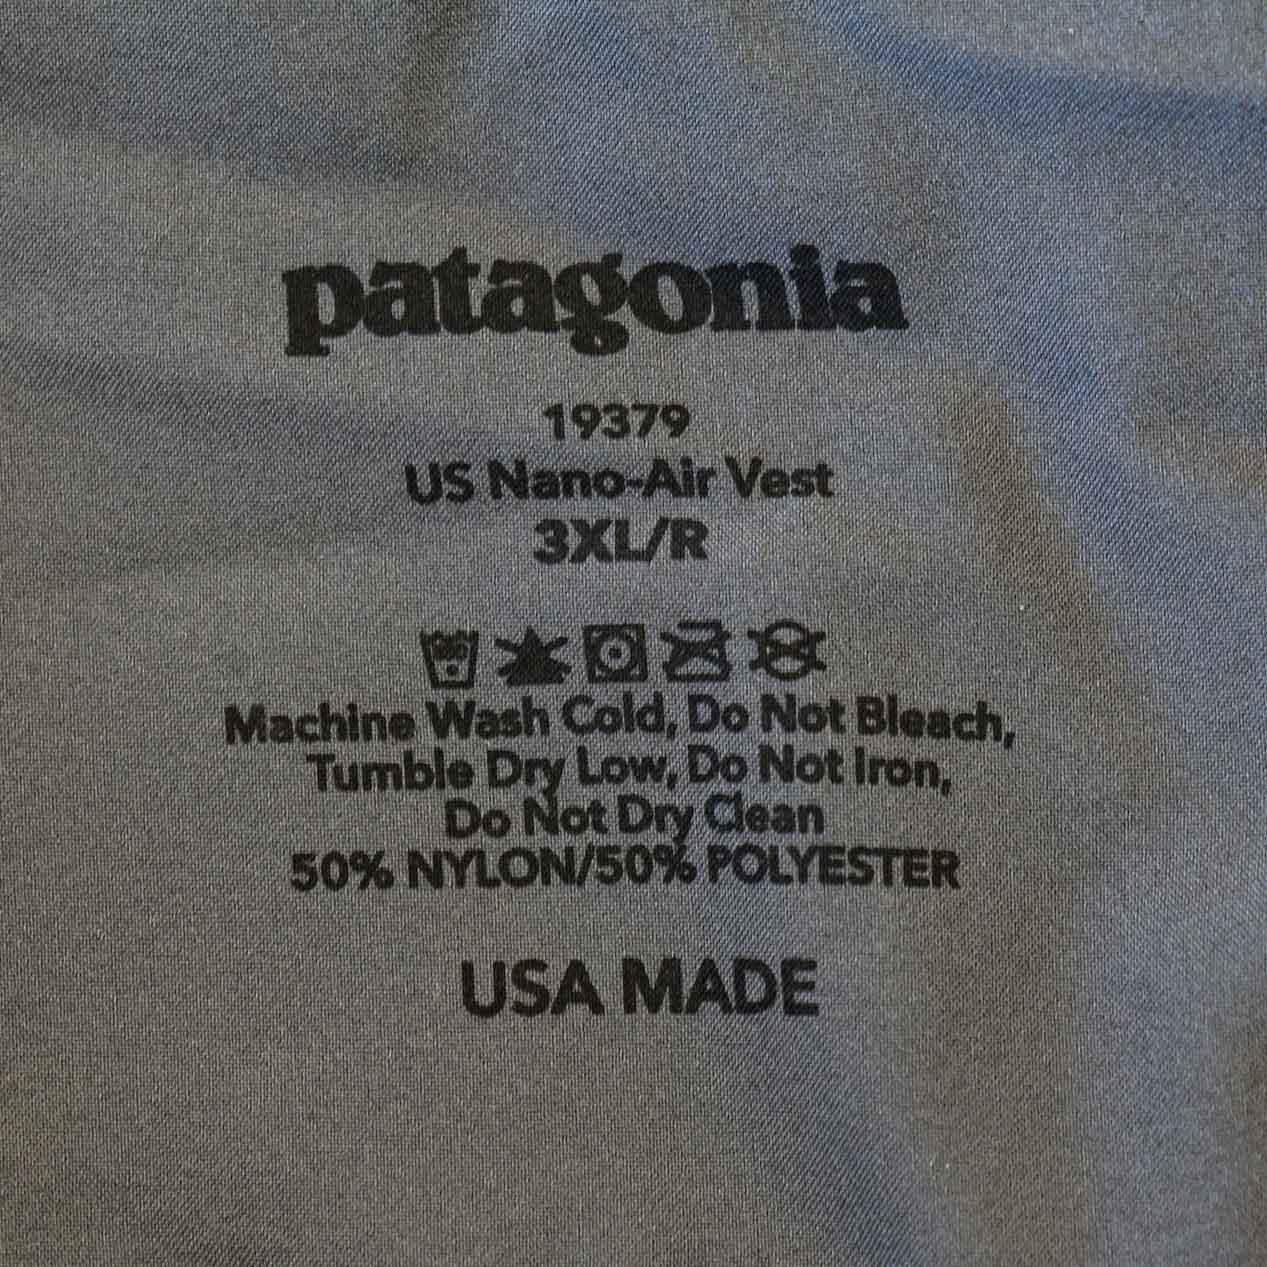 patagonia
19379
US Nano-Air Vest
3XL/R
Machine Wash Cold, Do Not Bleach,
Tumble Dry Low, Do Not Iron,
Do Not Dry Clean
50% NYLON/50% POLYESTER
USA MADE